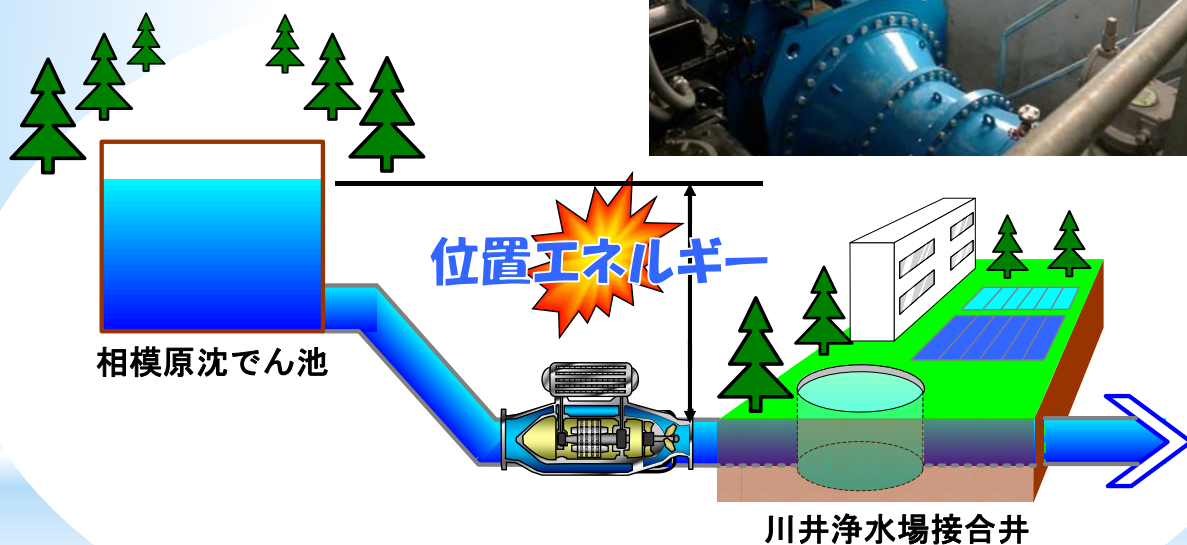 位置エネルギー
相模原沈でん池
川井浄水場接合井